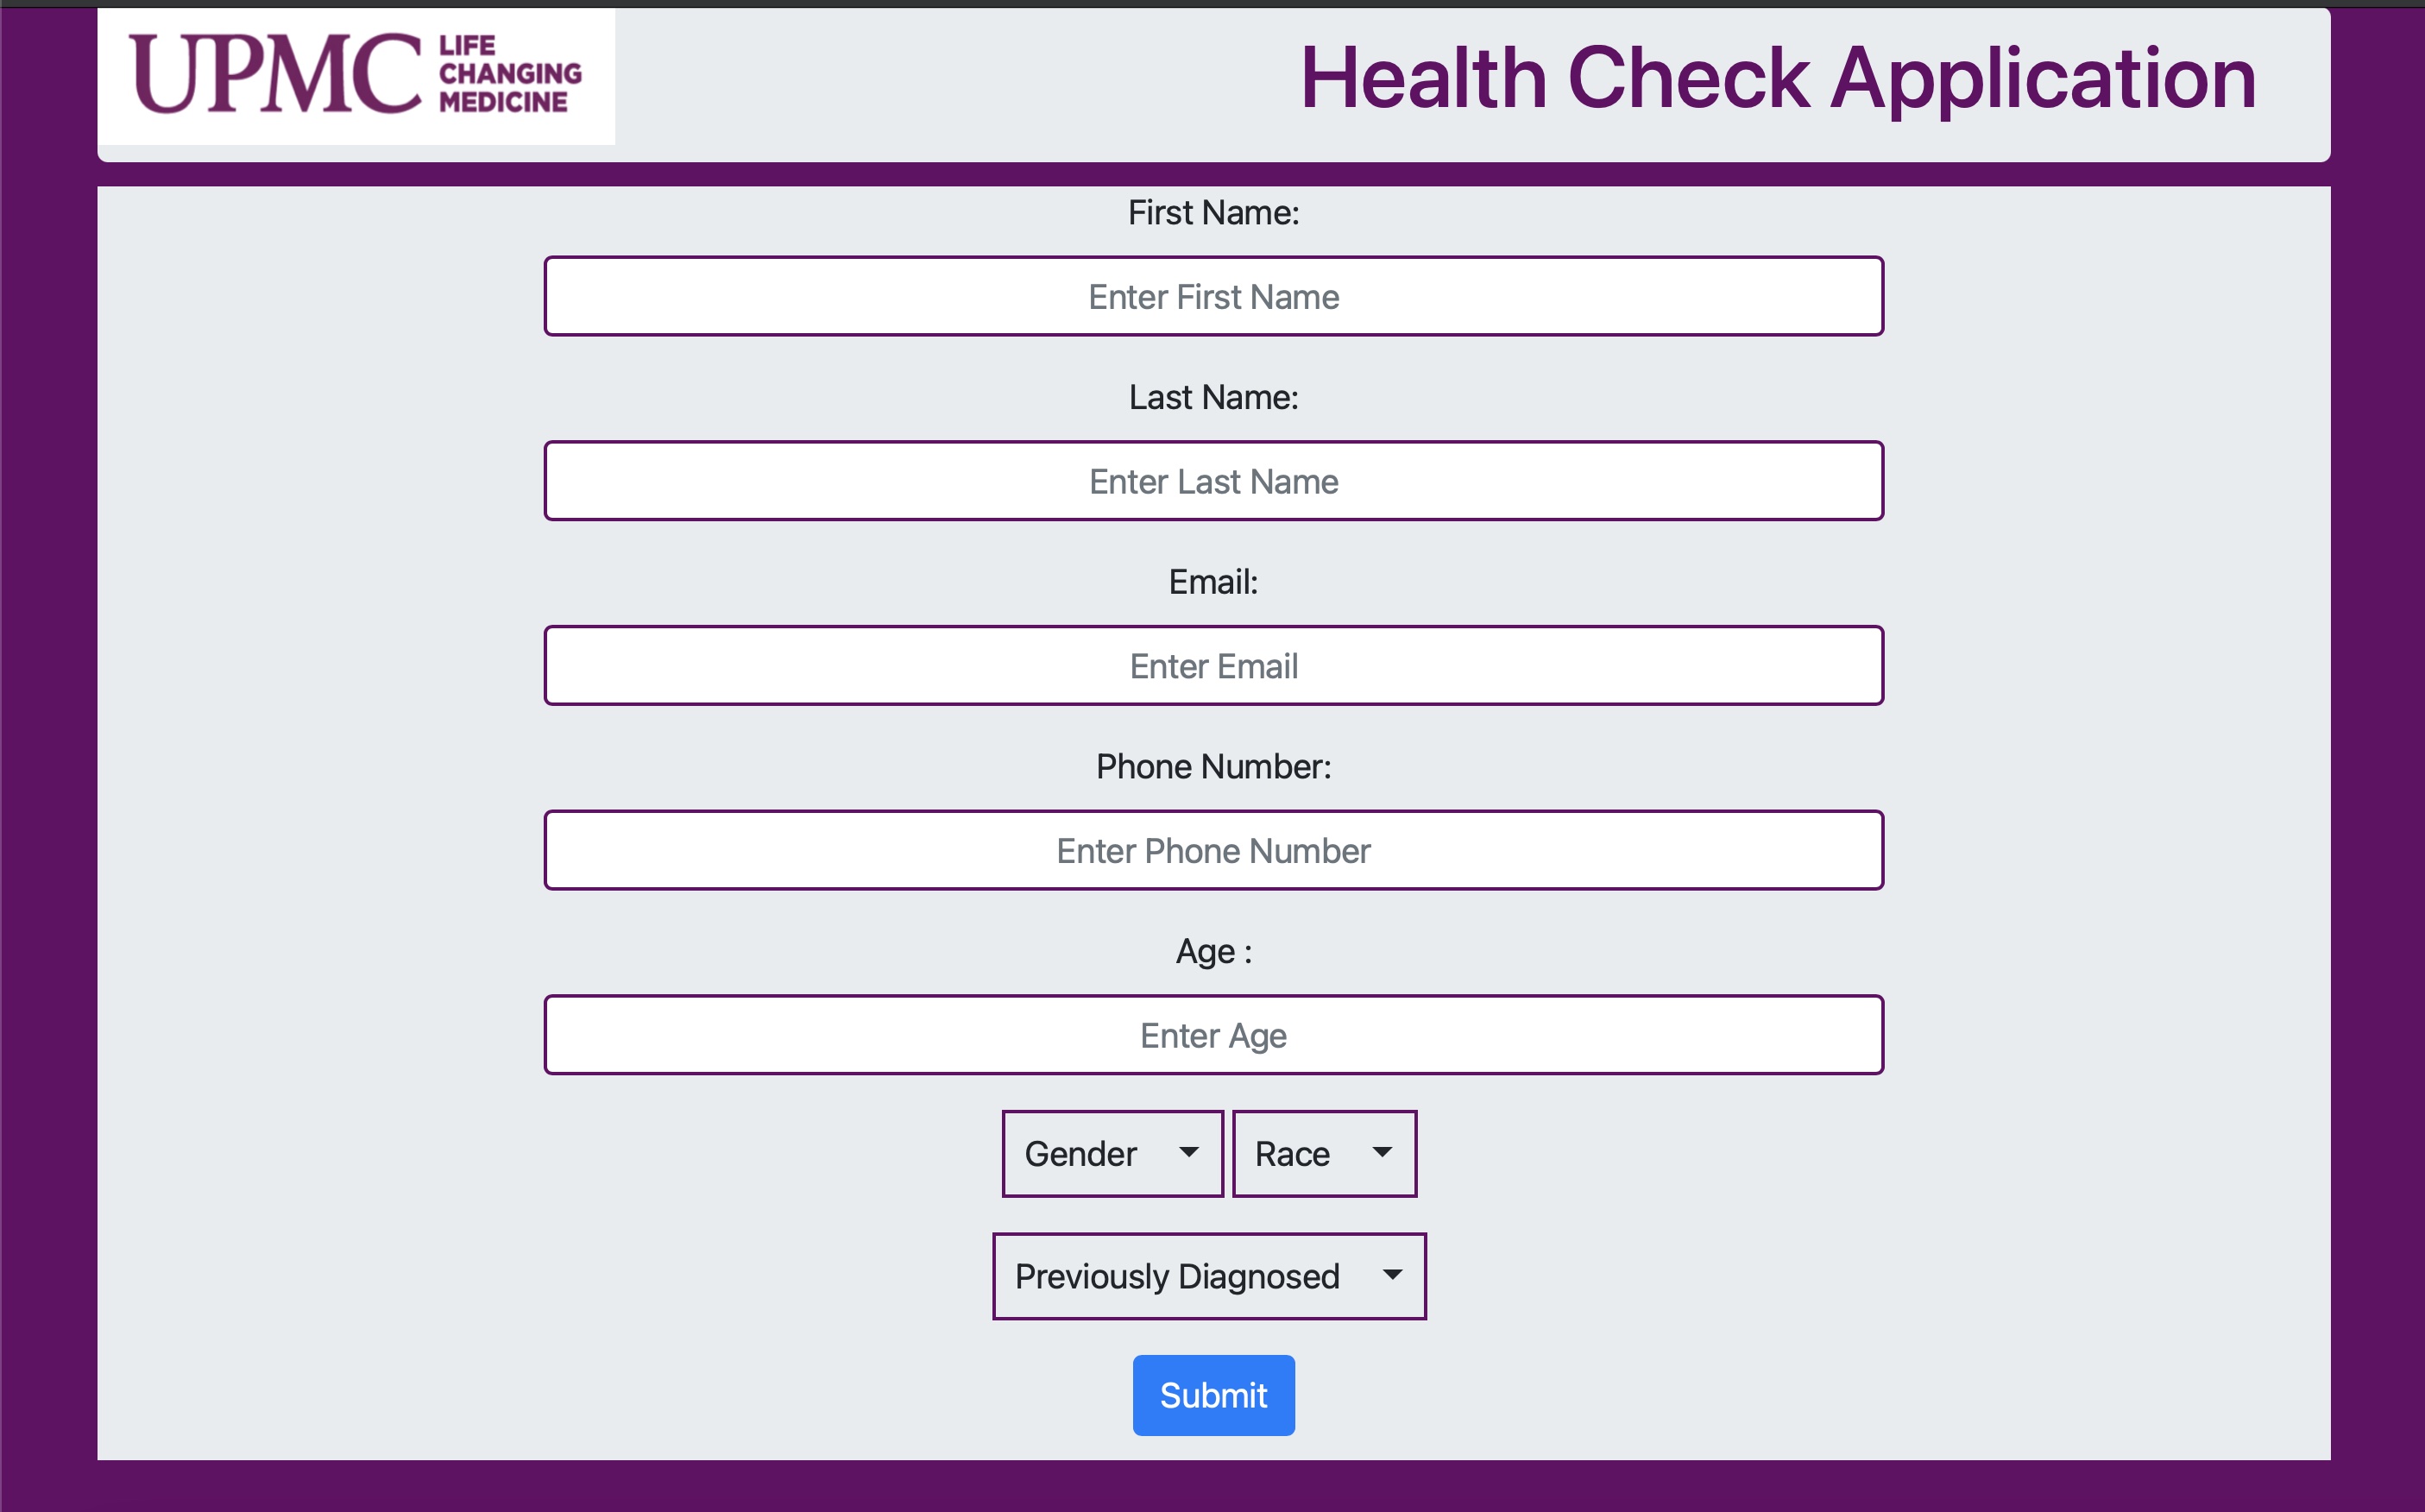 UPMC
LIFE
CHANGING
MEDICINE
Health Check Application
First Name:
Enter First Name
Last Name:
Enter Last Name
Email:
Enter Email
Phone Number:
Enter Phone Number
Age :
Enter Age
Gender
Race
Previously Diagnosed
Submit